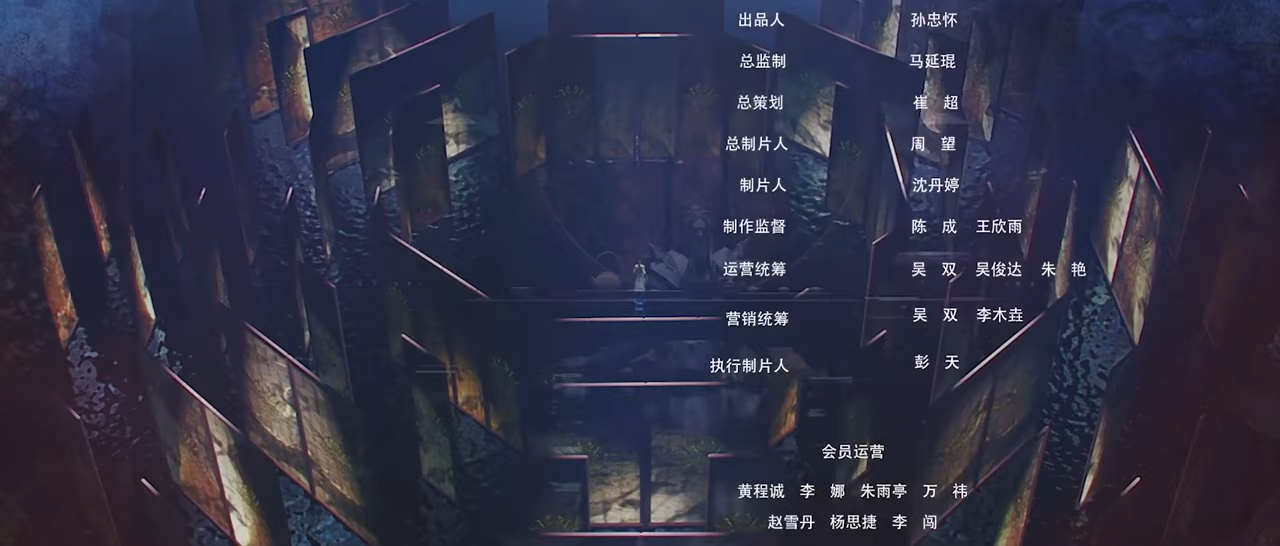 出品人 孙忠怀
总监制 马延琨
总策划 崔 超
总制片人 周 望
制片人 沈丹婷
制作监督 陈 成 王欣雨
运营统筹 吴 双 吴俊达 朱 艳
营销统筹 吴 双 李木垚
执行制片人 彭 天
会员运营
黄程诚 李 娜 朱雨亭 万 祎
赵雪丹 杨思捷 李 闯